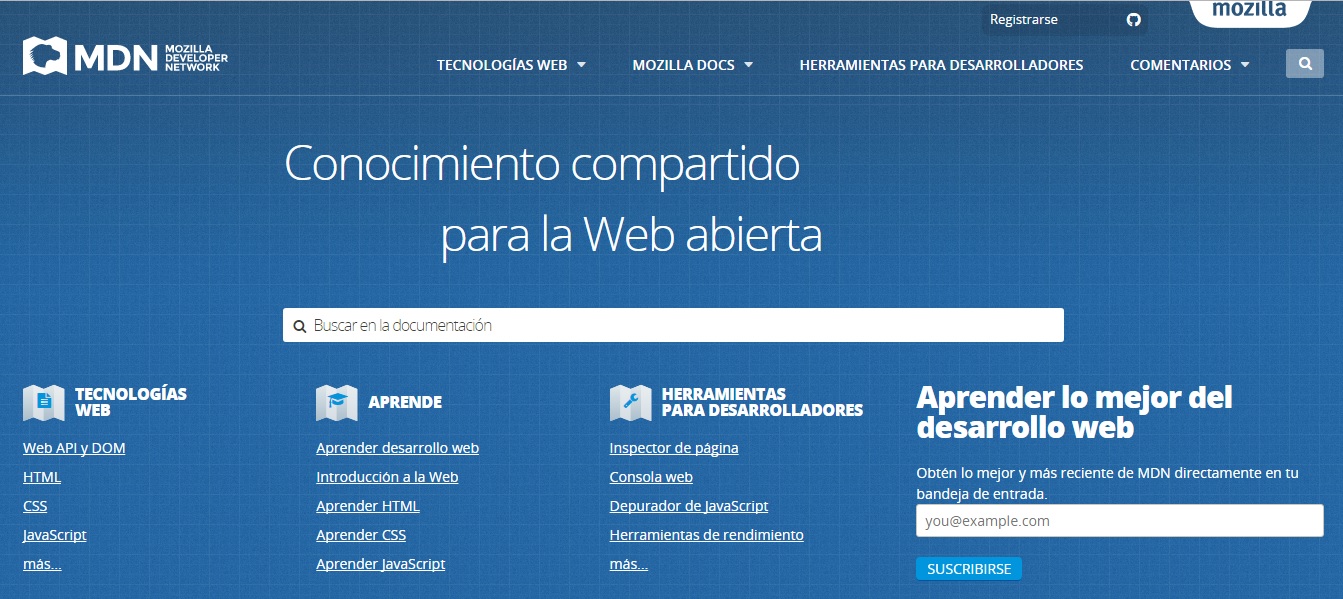 Registrarse
mozilla
MDN MOZILLA
DEVELOPER
NETWORK
TECNOLOGÍAS WEB
MOZILLA DOCS
HERRAMIENTAS PARA DESARROLLADORES
COMENTARIOS
Conocimiento compartido
para la Web abierta
Buscar en la documentación
TECNOLOGÍAS
WEB
Web API y DOM
HTML
CSS
JavaScript
más...
APRENDE
Aprender desarrollo web
Introducción a la Web
Aprender HTML
Aprender CSS
Aprender JavaScript
HERRAMIENTAS
PARA DESARROLLADORES
Inspector de página
Consola web
Depurador de JavaScript
Herramientas de rendimiento
más...
Aprender lo mejor del
desarrollo web
Obtén lo mejor y más reciente de MDN directamente en tu
bandeja de entrada.
you@example.com
SUSCRIBIRSE